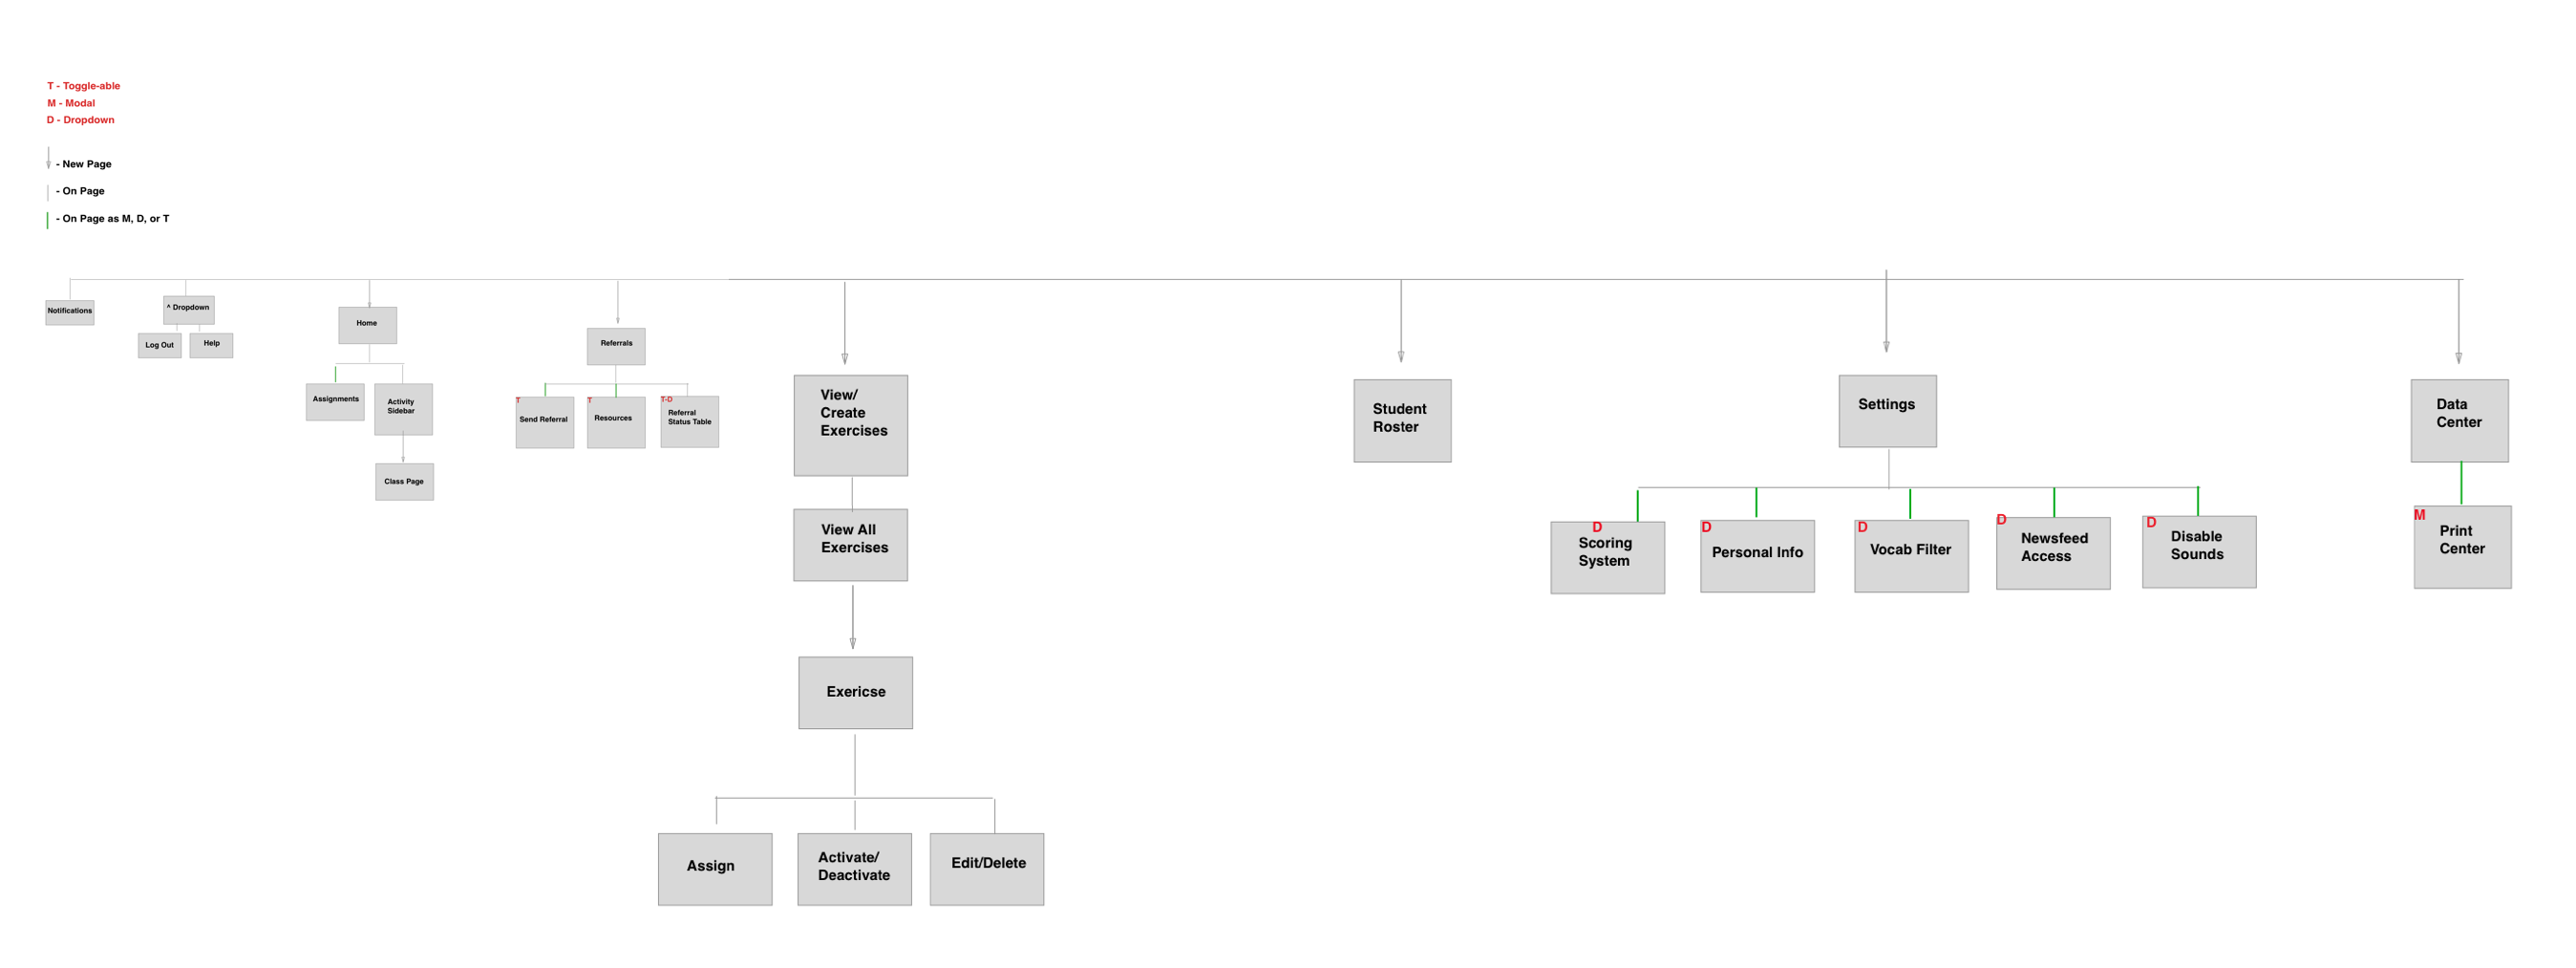 T - Toggle-able
M - Modal
D - Dropdown
- New Page
- On Page
- On Page as M, D, or T
Notifications
^ Dropdown
Log Out
Help
Home
Assignments
Activity
Sidebar
Class Page
Referrals
T
Send Referral
T
Resources
T-D
Referral
Status Table
View/
Create
Exercises
View All
Exercises
Exericse
Assign
Activate/
Deactivate
Edit/Delete
Student
Roster
Settings
D
Scoring
System
D
Personal Info
D
Vocab Filter
D
Newsfeed
Access
D
Disable
Sounds
Data
Center
M
Print
Center